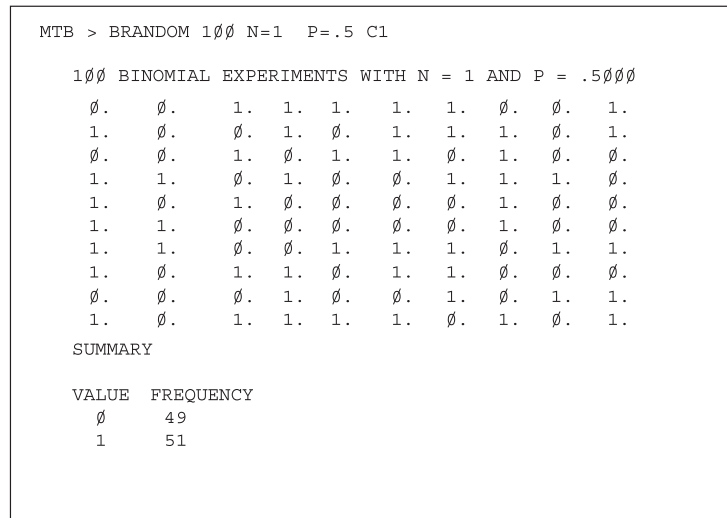 MTB > BRANDOM 1ØØ N=1 P=.5 C1
1ØØ BINOMIAL EXPERIMENTS WITH N = 1 AND P = .5ØØØ
Ø. Ø. 1. 1. 1. 1. 1. Ø. Ø. 1.
1. Ø. Ø. 1. Ø. 1. 1. 1. Ø. 1.
Ø. Ø. 1. Ø. 1. 1. Ø. 1. Ø. Ø.
1. 1. Ø. 1. Ø. Ø. 1. 1. 1. Ø.
1. Ø. 1. Ø. Ø. Ø. Ø. 1. Ø. Ø.
1. 1. Ø. Ø. Ø. Ø. Ø. 1. Ø. Ø.
1. 1. Ø. Ø. 1. 1. 1. Ø. 1. 1.
1. Ø. 1. 1. Ø. 1. 1. Ø. Ø. Ø.
Ø. Ø. Ø. 1. Ø. Ø. 1. Ø. 1. 1.
1. Ø. 1. 1. 1. 1. Ø. 1. Ø. 1.
SUMMARY
VALUE FREQUENCY
Ø 49
1 51